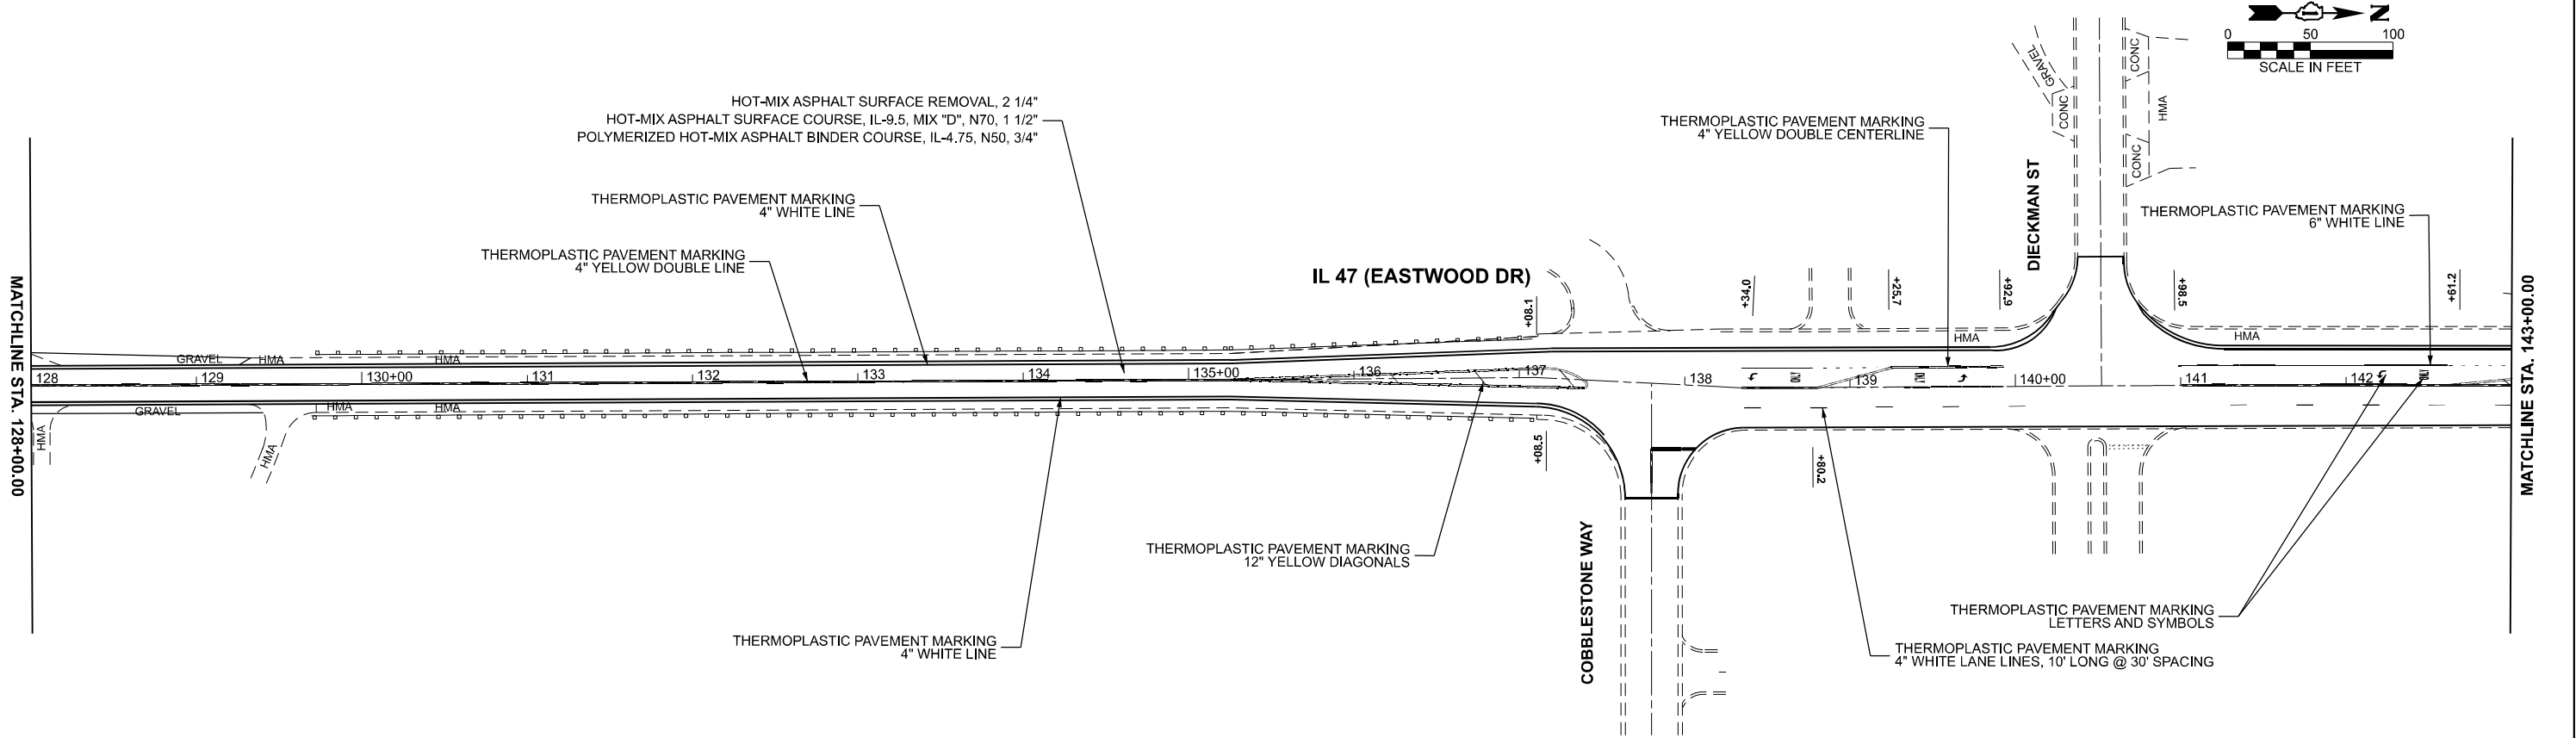 N
0 50 100
SCALE IN FEET
HOT-MIX ASPHALT SURFACE REMOVAL, 2 1/4"
HOT-MIX ASPHALT SURFACE COURSE, IL-9.5, MIX "D", N70, 1 1/2"
POLYMERIZED HOT-MIX ASPHALT BINDER COURSE, IL-4.75, N50, 3/4"
THERMOPLASTIC PAVEMENT MARKING
4" WHITE LINE
THERMOPLASTIC PAVEMENT MARKING
4" YELLOW DOUBLE LINE
THERMOPLASTIC PAVEMENT MARKING
4" YELLOW DOUBLE CENTERLINE
GRAVEL
CONC
CONC
HMA
CONC
DIECKMAN ST
THERMOPLASTIC PAVEMENT MARKING
6" WHITE LINE
IL 47 (EASTWOOD DR)
+08.1
+34.0
+25.7
+92.9
+98.5
+61.2
MATCHLINE STA. 128+00.00
MATCHLINE STA. 143+00.00
GRAVEL HMA HMA HMA HMA
128 129 130+00 131 132 133 134 135+00 136 137 138 139 140+00 141 142
ONLY
ONLY
ONLY
GRAVEL HMA HMA
HMA
HMA
+08.5
+80.2
COBBLESTONE WAY
THERMOPLASTIC PAVEMENT MARKING
12" YELLOW DIAGONALS
THERMOPLASTIC PAVEMENT MARKING
4" WHITE LINE
THERMOPLASTIC PAVEMENT MARKING
LETTERS AND SYMBOLS
THERMOPLASTIC PAVEMENT MARKING
4" WHITE LANE LINES, 10' LONG @ 30' SPACING